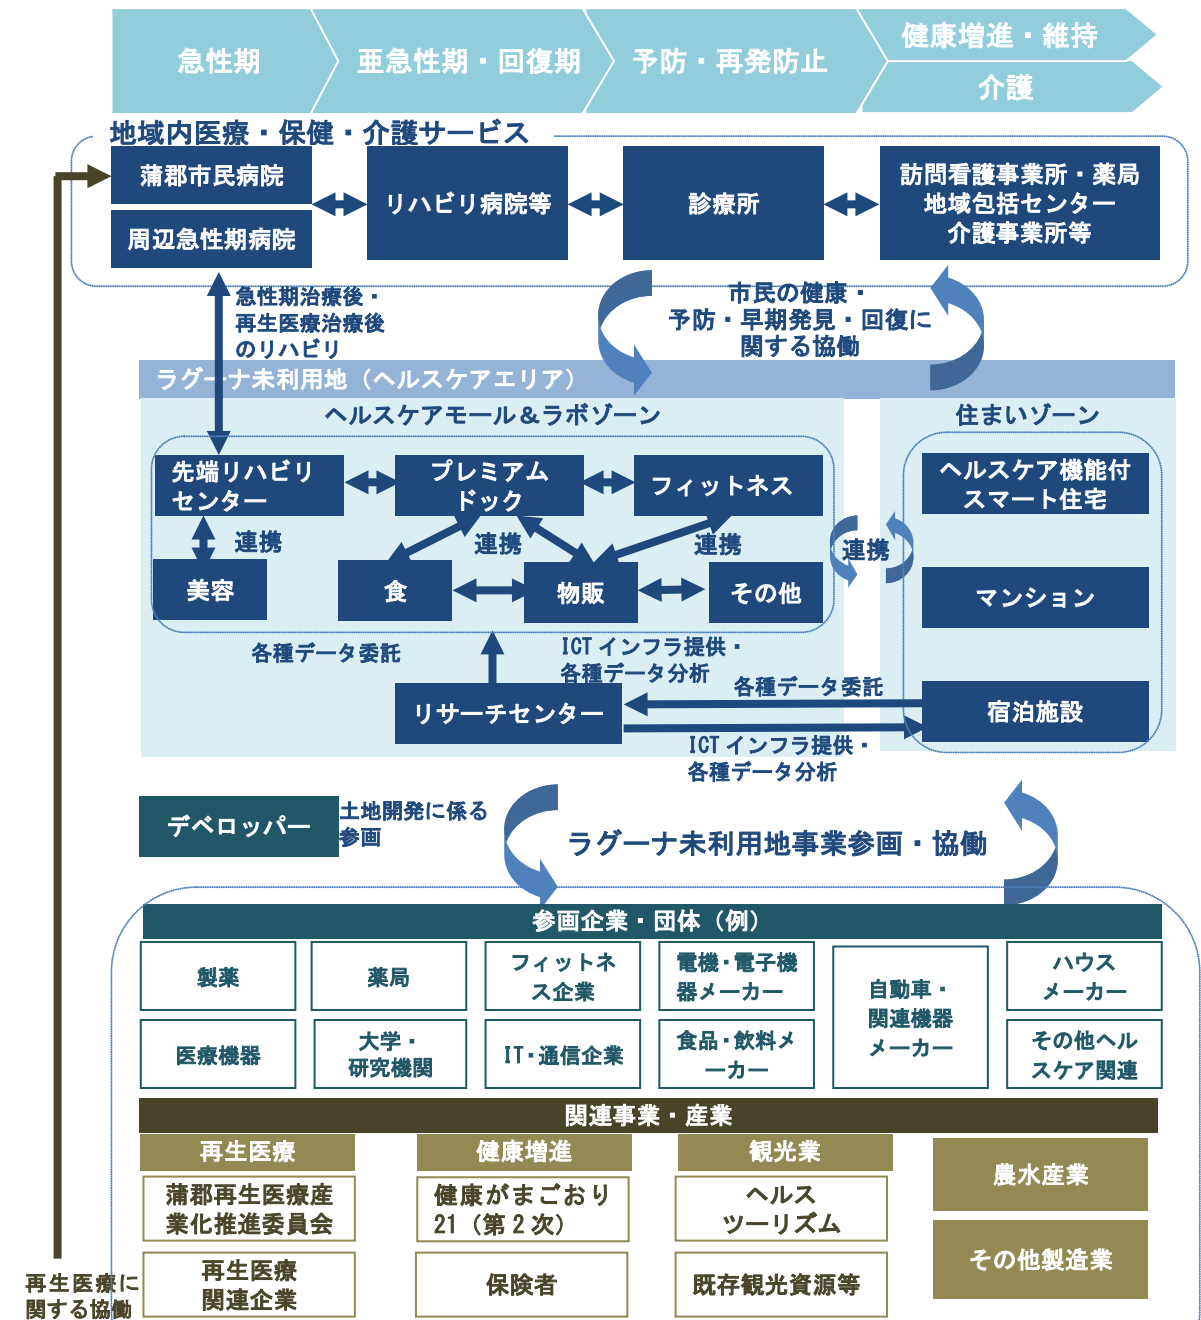 急性期
亜急性期・回復期
予防・再発防止
健康増進・維持
介護
地域内医療・保健・介護サービス
蒲郡市民病院
周辺急性期病院
リハビリ病院等
診療所
訪問看護事業所・薬局
地域包括センター
介護事業所等
急性期治療後・
再生医療治療後
のリハビリ
市民の健康・
予防・早期発見・回復に
関する協働
ラグーナ未利用地（ヘルスケアエリア）
ヘルスケアモール＆ラボゾーン
住まいゾーン
先端リハビリ
センター
プレミアム
ドック
フィットネス
ヘルスケア機能付
スマート住宅
連携
連携
連携
連携
美容
食
物販
その他
マンション
各種データ委託
ICTインフラ提供・
各種データ分析
各種データ委託
リサーチセンター
宿泊施設
ICTインフラ提供・
各種データ分析
デベロッパー
土地開発に係る
参画
ラグーナ未利用地事業参画・協働
参画企業・団体（例）
製薬
薬局
フィットネ
ス企業
電機・電子機
器メーカー
自動車・
関連機器
メーカー
ハウス
メーカー
医療機器
大学・
研究機関
IT・通信企業
食品・飲料メ
ーカー
その他ヘル
スケア関連
関連事業・産業
再生医療
健康増進
観光業
農水産業
蒲郡再生医療産
業化推進委員会
健康がまごおり
21（第2次）
ヘルス
ツーリズム
その他製造業
再生医療
関連企業
保険者
既存観光資源等
再生医療に
関する協働